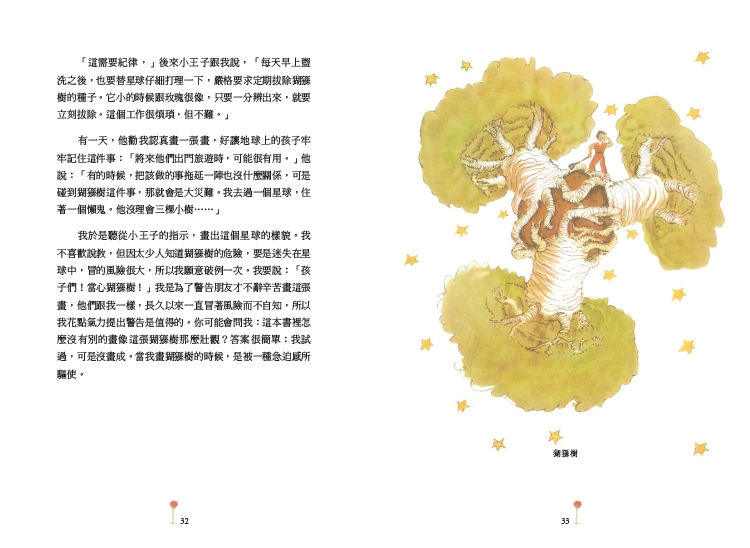 「這需要紀律，」後來小王子跟我說，「每天早上盥
洗之後，也要替星球仔細打理一下，嚴格要求定期拔除猢猻
樹的種子。它小的時候跟玫瑰很像，只要一分辨出來，就要
立刻拔除。這個工作很煩瑣，但不難。」
有一天，他勸我認真畫一張畫，好讓地球上的孩子牢
牢記住這件事：「將來他們出門旅遊時，可能很有用。」他
說：「有的時候，把該做的事拖延一陣也沒什麼關係，可是
碰到猢猻樹這件事，那就會是大災難。我去過一個星球，住
著一個懶鬼。他沒理會三棵小樹⋯⋯」
我於是聽從小王子的指示，畫出這個星球的樣貌。我
不喜歡說教，但因太少人知道猢猻樹的危險，要是迷失在星
球中，冒的風險很大，所以我願意破例一次。我要說：「孩
子們！當心猢猻樹！」我是為了警告朋友才不辭辛苦畫這張
畫，他們跟我一樣，長久以來一直冒著風險而不自知，所以
我花點氣力提出警告是值得的。你可能會問我：這本書裡怎
麼沒有別的畫像這張猢猻樹那麼壯觀？答案很簡單：我試
過，可是沒畫成。當我畫猢猻樹的時候，是被一種急迫感所
驅使。
猢猻樹
32
33